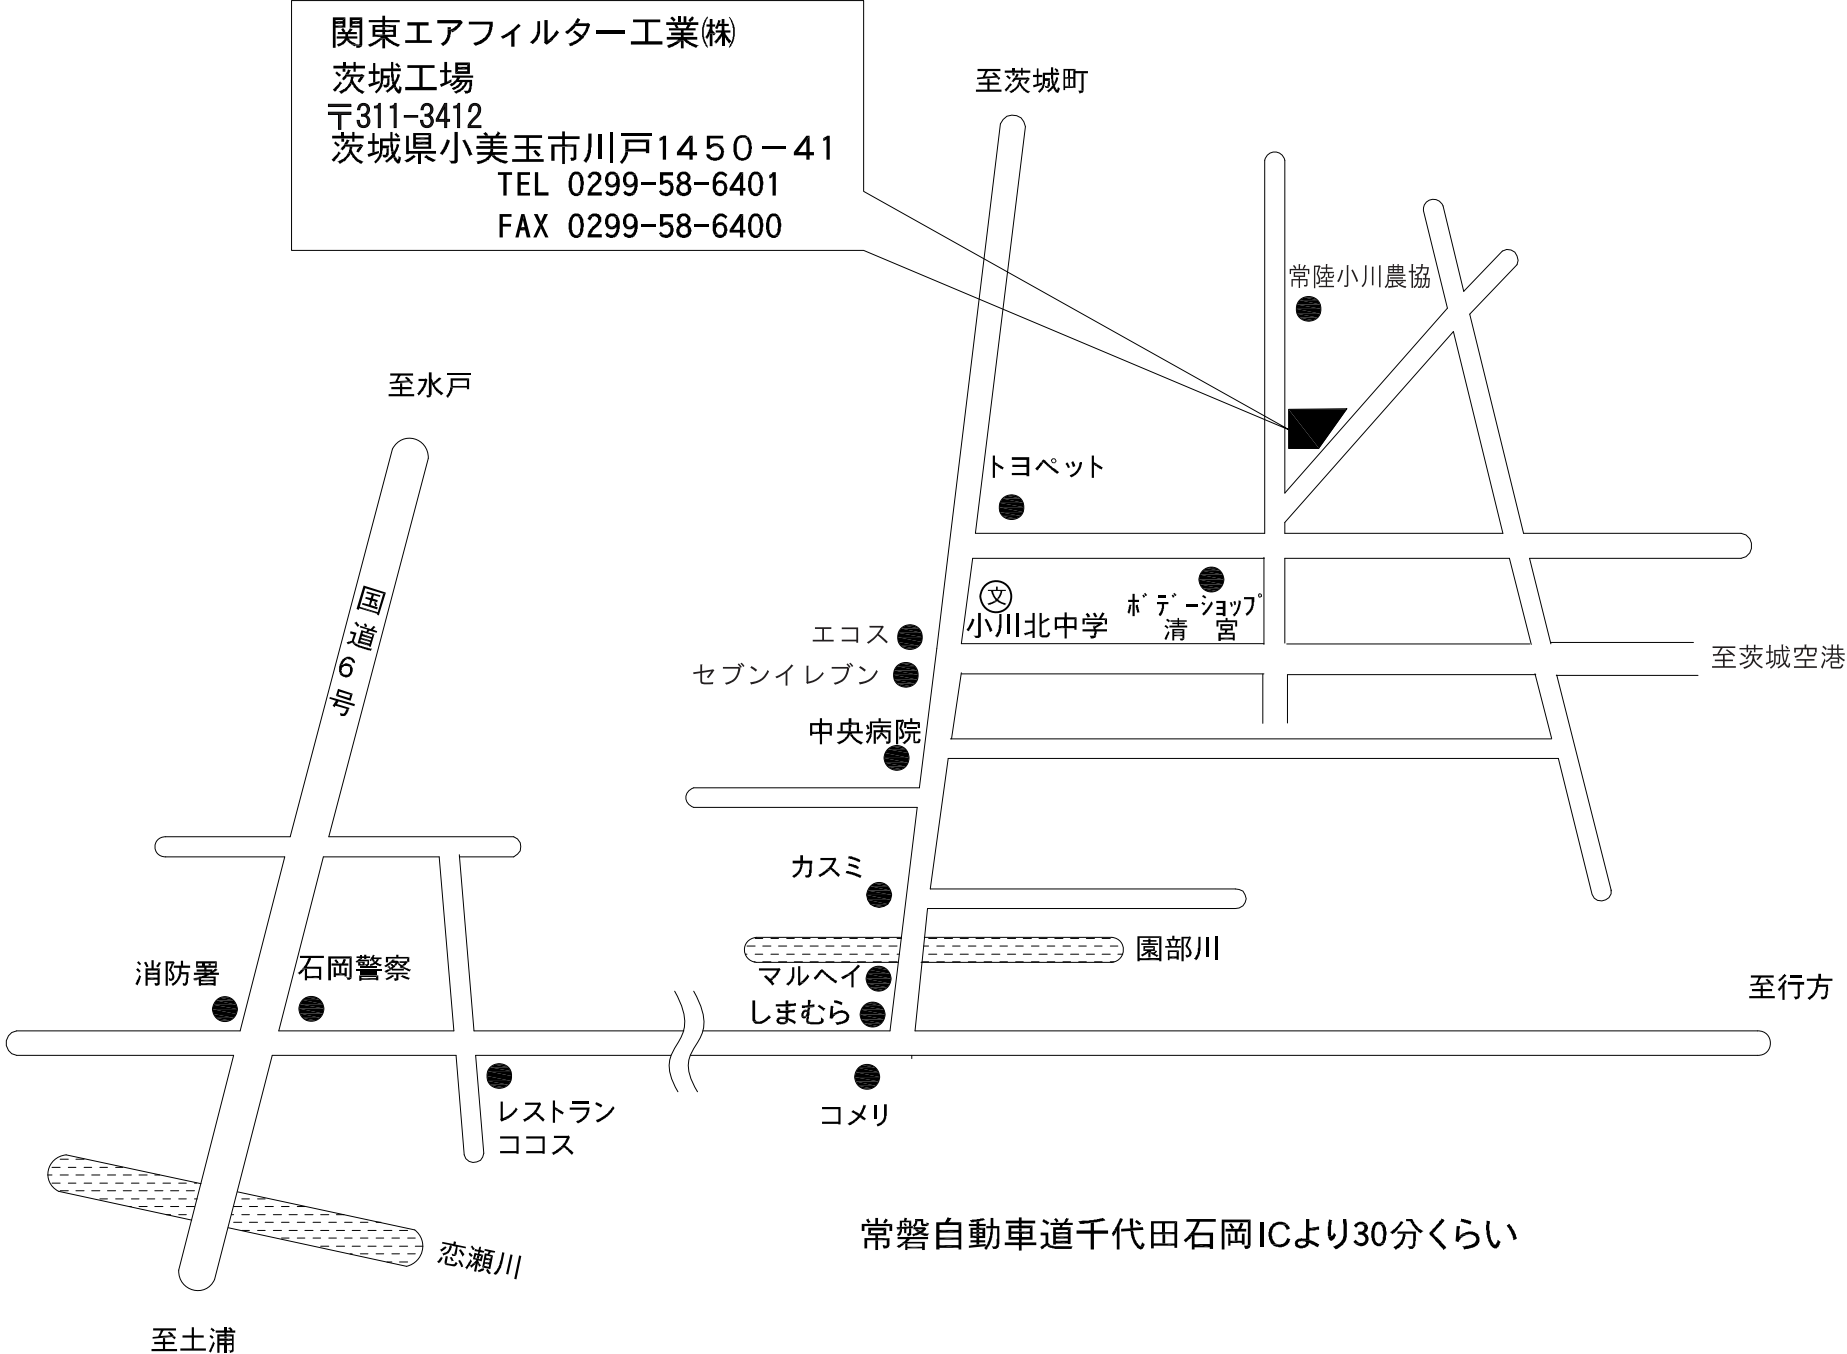 関東エアフィルター工業㈱
茨城工場
〒311-3412
茨城県小美玉市川戸1450－41
TEL 0299-58-6401
FAX 0299-58-6400
至茨城町
常陸小川農協
至水戸
トヨペット
国道6号
文
小川北中学
ﾎﾞﾃﾞｰｼｮｯﾌﾟ
清 宮
エコス
セブンイレブン
至茨城空港
中央病院
カスミ
園部川
消防署
石岡警察
マルヘイ
しまむら
至行方
レストラン
ココス
コメリ
恋瀬川
常磐自動車道千代田石岡ICより30分くらい
至土浦